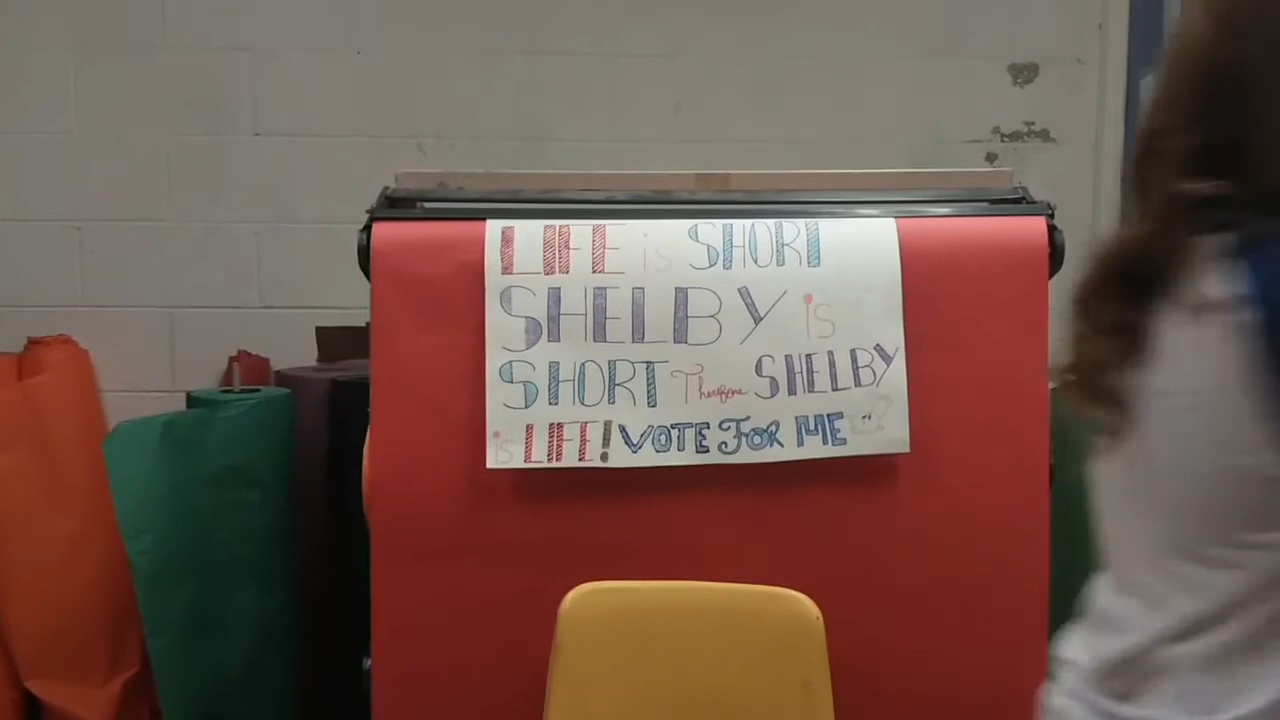 LIFE is SHORT
SHELBY is
SHORT Therefore SHELBY
is LIFE! VOTE FOR ME